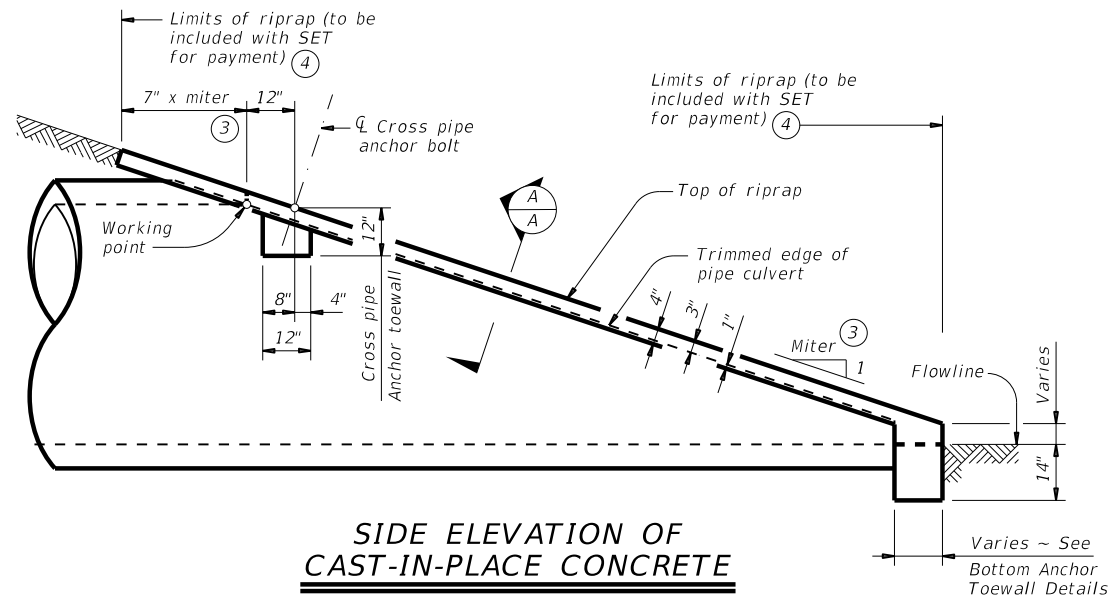 Limits of riprap (to be
included with SET
for payment) 4
7" x miter
12"
3
℄ Cross pipe
anchor bolt
Limits of riprap (to be
included with SET
for payment) 4
A
A
Top of riprap
Working
point
12"
Trimmed edge of
pipe culvert
8"
4"
12"
Cross pipe
Anchor toewall
4"
3"
1"
Miter 3
1
Flowline
Varies
14"
SIDE ELEVATION OF
CAST-IN-PLACE CONCRETE
Varies ~ See
Bottom Anchor
Toewall Details